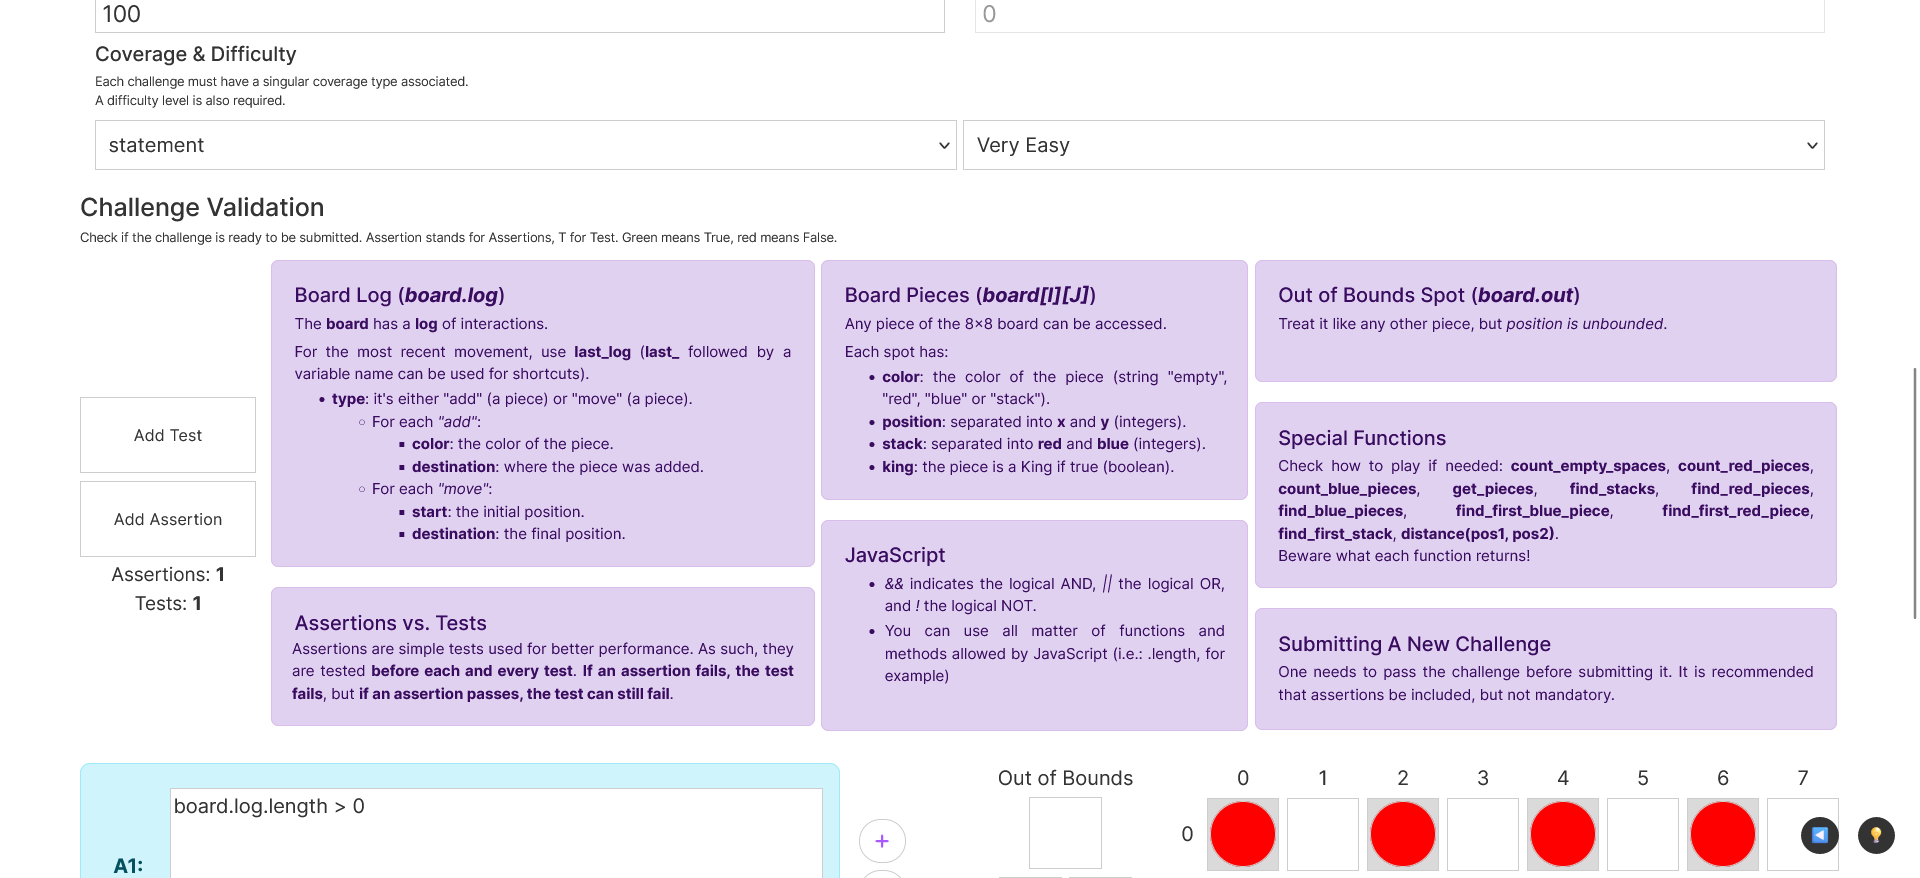 100
0
Coverage & Difficulty
Each challenge must have a singular coverage type associated.
A difficulty level is also required.
statement
Very Easy
Challenge Validation
Check if the challenge is ready to be submitted. Assertion stands for Assertions, T for Test. Green means True, red means False.
Add Test
Add Assertion
Assertions: 1
Tests: 1
Board Log (board.log)
The board has a log of interactions.
For the most recent movement, use last_log (last_ followed by a
variable name can be used for shortcuts).
• type: it's either "add" (a piece) or "move" (a piece).
◦ For each "add":
▪ color: the color of the piece.
▪ destination: where the piece was added.
◦ For each "move":
▪ start: the initial position.
▪ destination: the final position.
Assertions vs. Tests
Assertions are simple tests used for better performance. As such, they
are tested before each and every test. If an assertion fails, the test
fails, but if an assertion passes, the test can still fail.
Board Pieces (board[I][J])
Any piece of the 8×8 board can be accessed.
Each spot has:
• color: the color of the piece (string "empty",
"red", "blue" or "stack").
• position: separated into x and y (integers).
• stack: separated into red and blue (integers).
• king: the piece is a King if true (boolean).
JavaScript
• && indicates the logical AND, || the logical OR,
and ! the logical NOT.
• You can use all matter of functions and
methods allowed by JavaScript (i.e.: .length, for
example)
Out of Bounds Spot (board.out)
Treat it like any other piece, but position is unbounded.
Special Functions
Check how to play if needed: count_empty_spaces, count_red_pieces,
count_blue_pieces, get_pieces, find_stacks, find_red_pieces,
find_blue_pieces, find_first_blue_piece, find_first_red_piece,
find_first_stack, distance(pos1, pos2).
Beware what each function returns!
Submitting A New Challenge
One needs to pass the challenge before submitting it. It is recommended
that assertions be included, but not mandatory.
A1:
board.log.length > 0
+
Out of Bounds
0 1 2 3 4 5 6 7
0